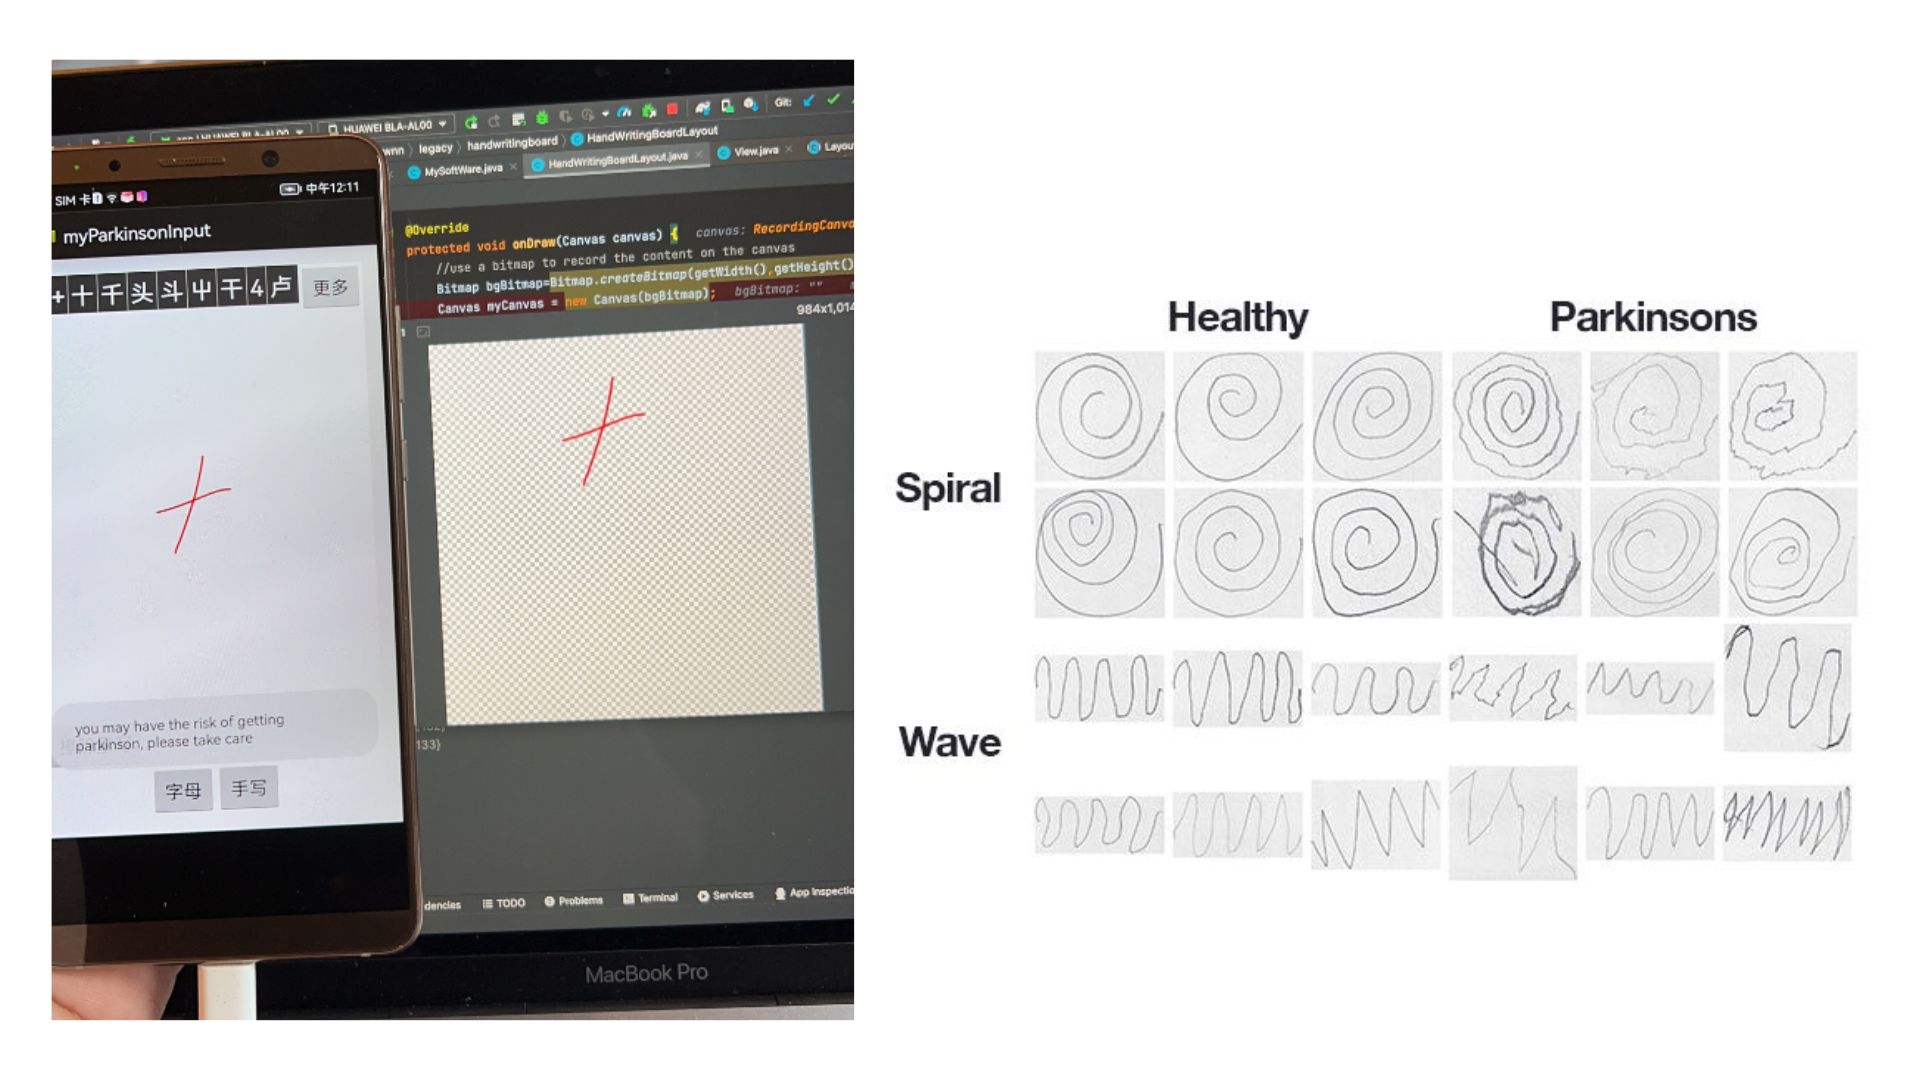 HUAWEI BLA-AL00
Git:
legacy
handwritingboard
HandWritingBoardLayout
MySoftWare.java
HandWritingBoardLayout.java
View.java
@Override
protected void onDraw(Canvas canvas) { canvas: RecordingCanva
//use a bitmap to record the content on the canvas
Bitmap bgBitmap=Bitmap.createBitmap(getWidth(),getHeight()
Canvas myCanvas = new Canvas(bgBitmap); bgBitmap: ""
984x1,014
133}
dencies
TODO
Problems
Terminal
Services
App Inspectio
MacBook Pro
SIM 卡
中午12:11
myParkinsonInput
十 千 头 斗 屮 干 4 卢 更多
you may have the risk of getting
parkinson, please take care
字母 手写
Healthy Parkinsons
Spiral
Wave